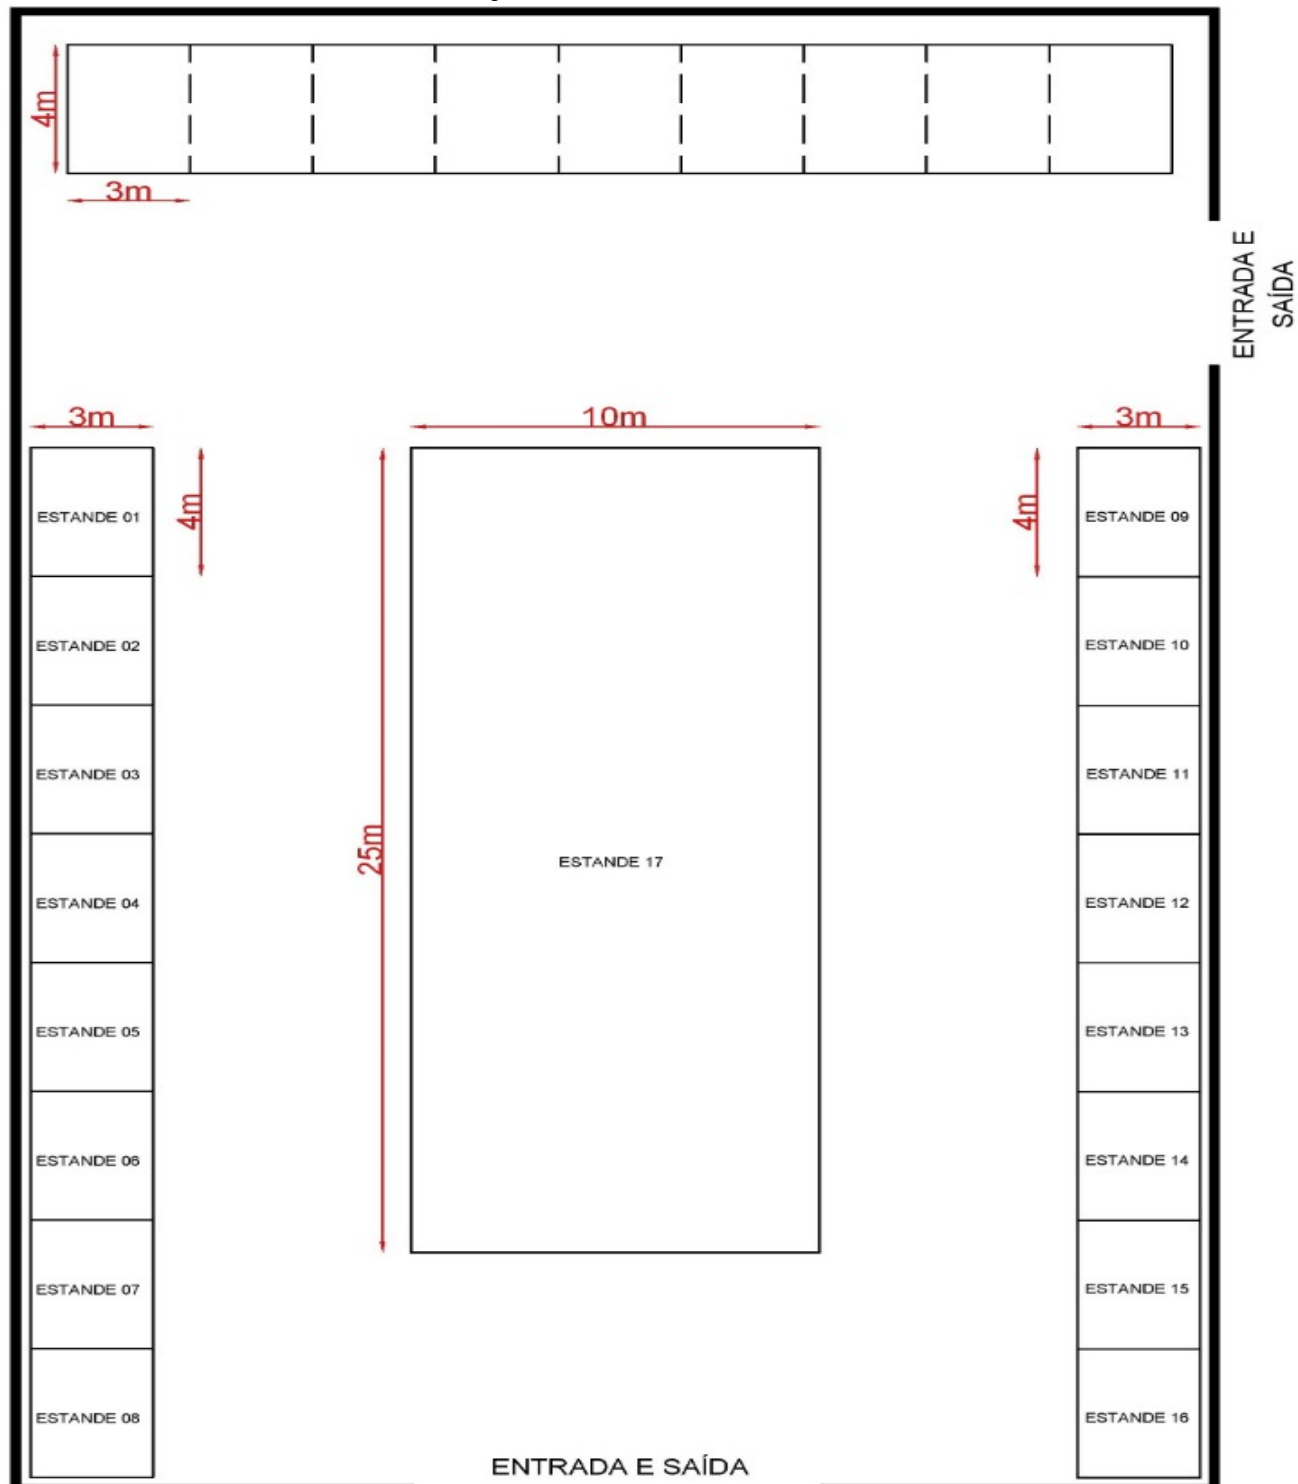 4m
3m
ENTRADA E
SAÍDA
3m
10m
3m
ESTANDE 01
4m
4m
ESTANDE 09
ESTANDE 02
ESTANDE 10
ESTANDE 03
ESTANDE 11
25m
ESTANDE 17
ESTANDE 04
ESTANDE 12
ESTANDE 05
ESTANDE 13
ESTANDE 06
ESTANDE 14
ESTANDE 07
ESTANDE 15
ESTANDE 08
ESTANDE 16
ENTRADA E SAÍDA